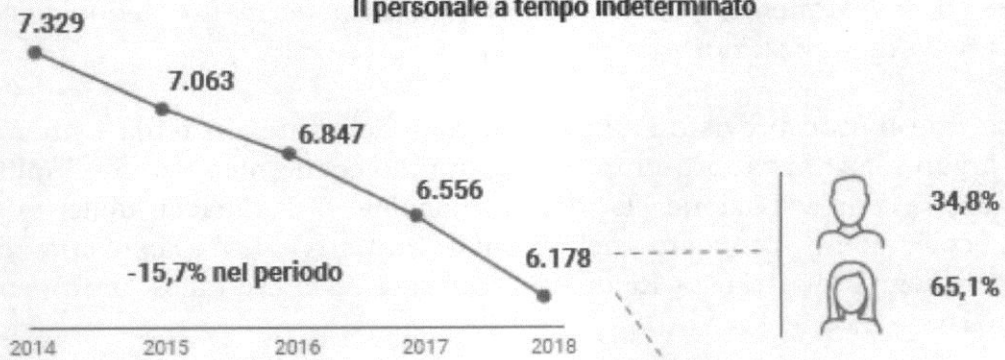 Il personale a tempo indeterminato
7.329
7.063
6.847
6.556
6.178
-15,7% nel periodo
34,8%
65,1%
2014 2015 2016 2017 2018